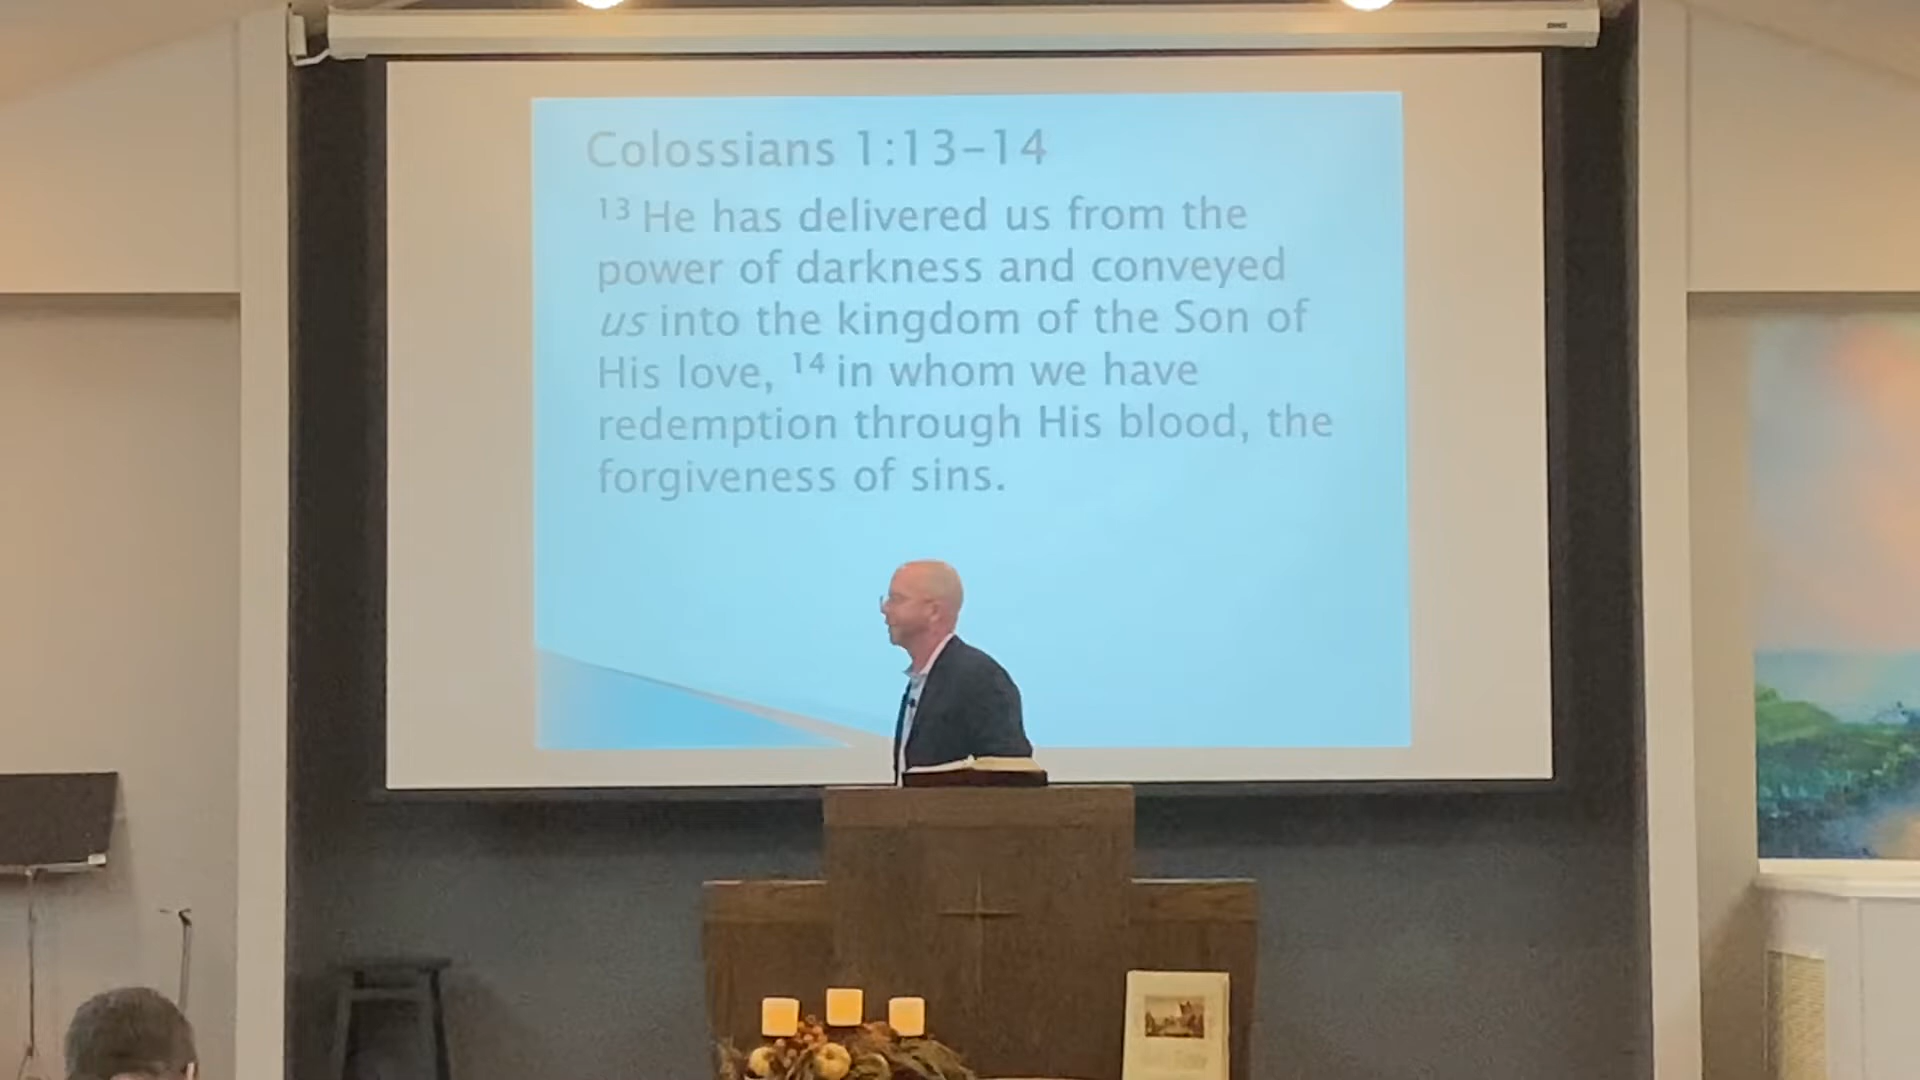 Colossians 1:13–14
13 He has delivered us from the
power of darkness and conveyed
us into the kingdom of the Son of
His love, 14 in whom we have
redemption through His blood, the
forgiveness of sins.